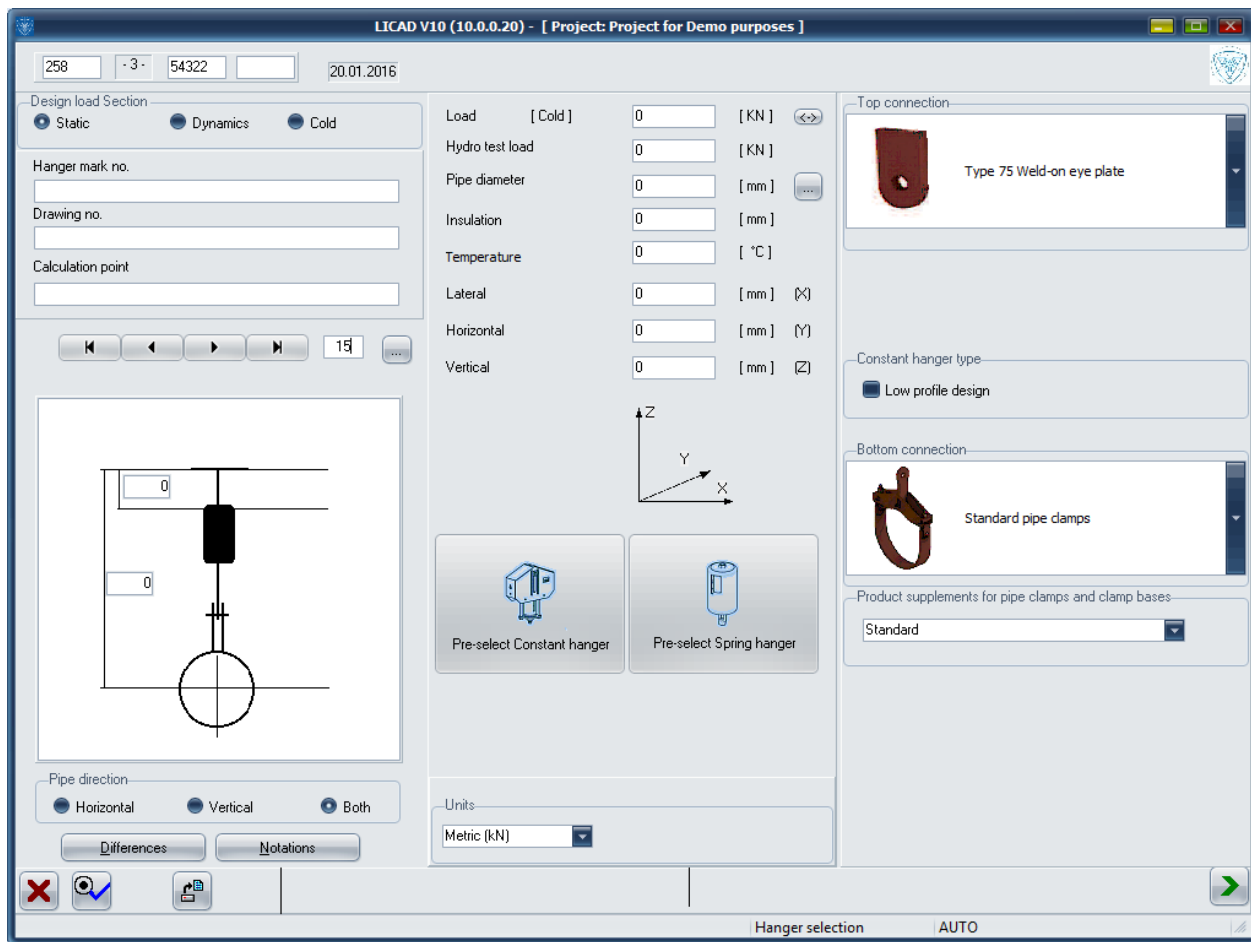 LICAD V10 (10.0.0.20) - [ Project: Project for Demo purposes ]
258 - 3 - 54322 20.01.2016
Design load Section
Static Dynamics Cold
Hanger mark no.
Drawing no.
Calculation point
15 ...
0
0
Pipe direction
Horizontal Vertical Both
Differences Notations
Load [ Cold ] 0 [ KN ] <->
Hydro test load 0 [ KN ]
Pipe diameter 0 [ mm ] ...
Insulation 0 [ mm ]
Temperature 0 [ °C ]
Lateral 0 [ mm ] (X)
Horizontal 0 [ mm ] (Y)
Vertical 0 [ mm ] (Z)
Z
Y
X
Pre-select Constant hanger Pre-select Spring hanger
Units
Metric (kN)
Top connection
Type 75 Weld-on eye plate
Constant hanger type
Low profile design
Bottom connection
Standard pipe clamps
Product supplements for pipe clamps and clamp bases
Standard
Hanger selection AUTO